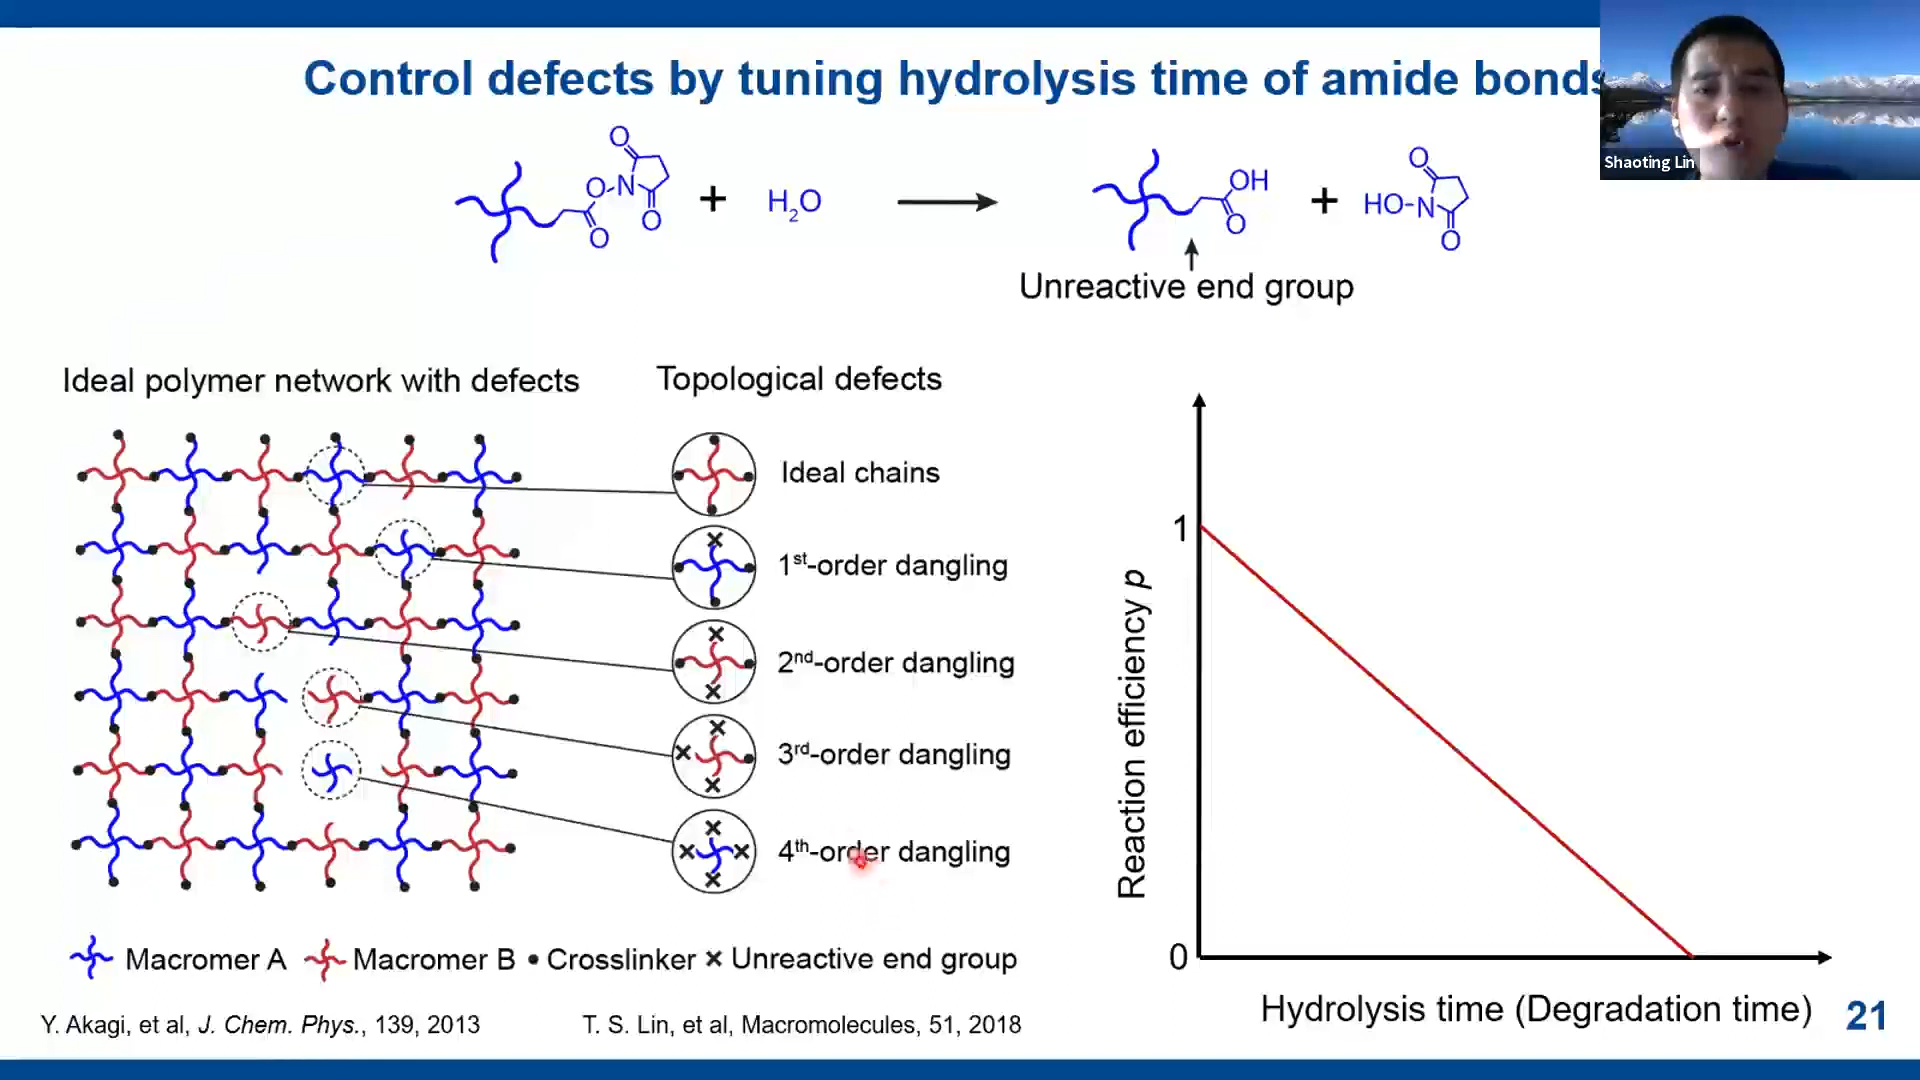 Control defects by tuning hydrolysis time of amide bonds
Shaoting Lin
O
O-N
O
O
+
H₂O
OH
O
+
O
HO-N
O
Unreactive end group
Ideal polymer network with defects
Topological defects
Ideal chains
1ˢᵗ-order dangling
2ⁿᵈ-order dangling
3ʳᵈ-order dangling
4ᵗʰ-order dangling
Macromer A
Macromer B
Crosslinker
Unreactive end group
Y. Akagi, et al, J. Chem. Phys., 139, 2013
T. S. Lin, et al, Macromolecules, 51, 2018
1
Reaction efficiency p
0
Hydrolysis time (Degradation time)
21